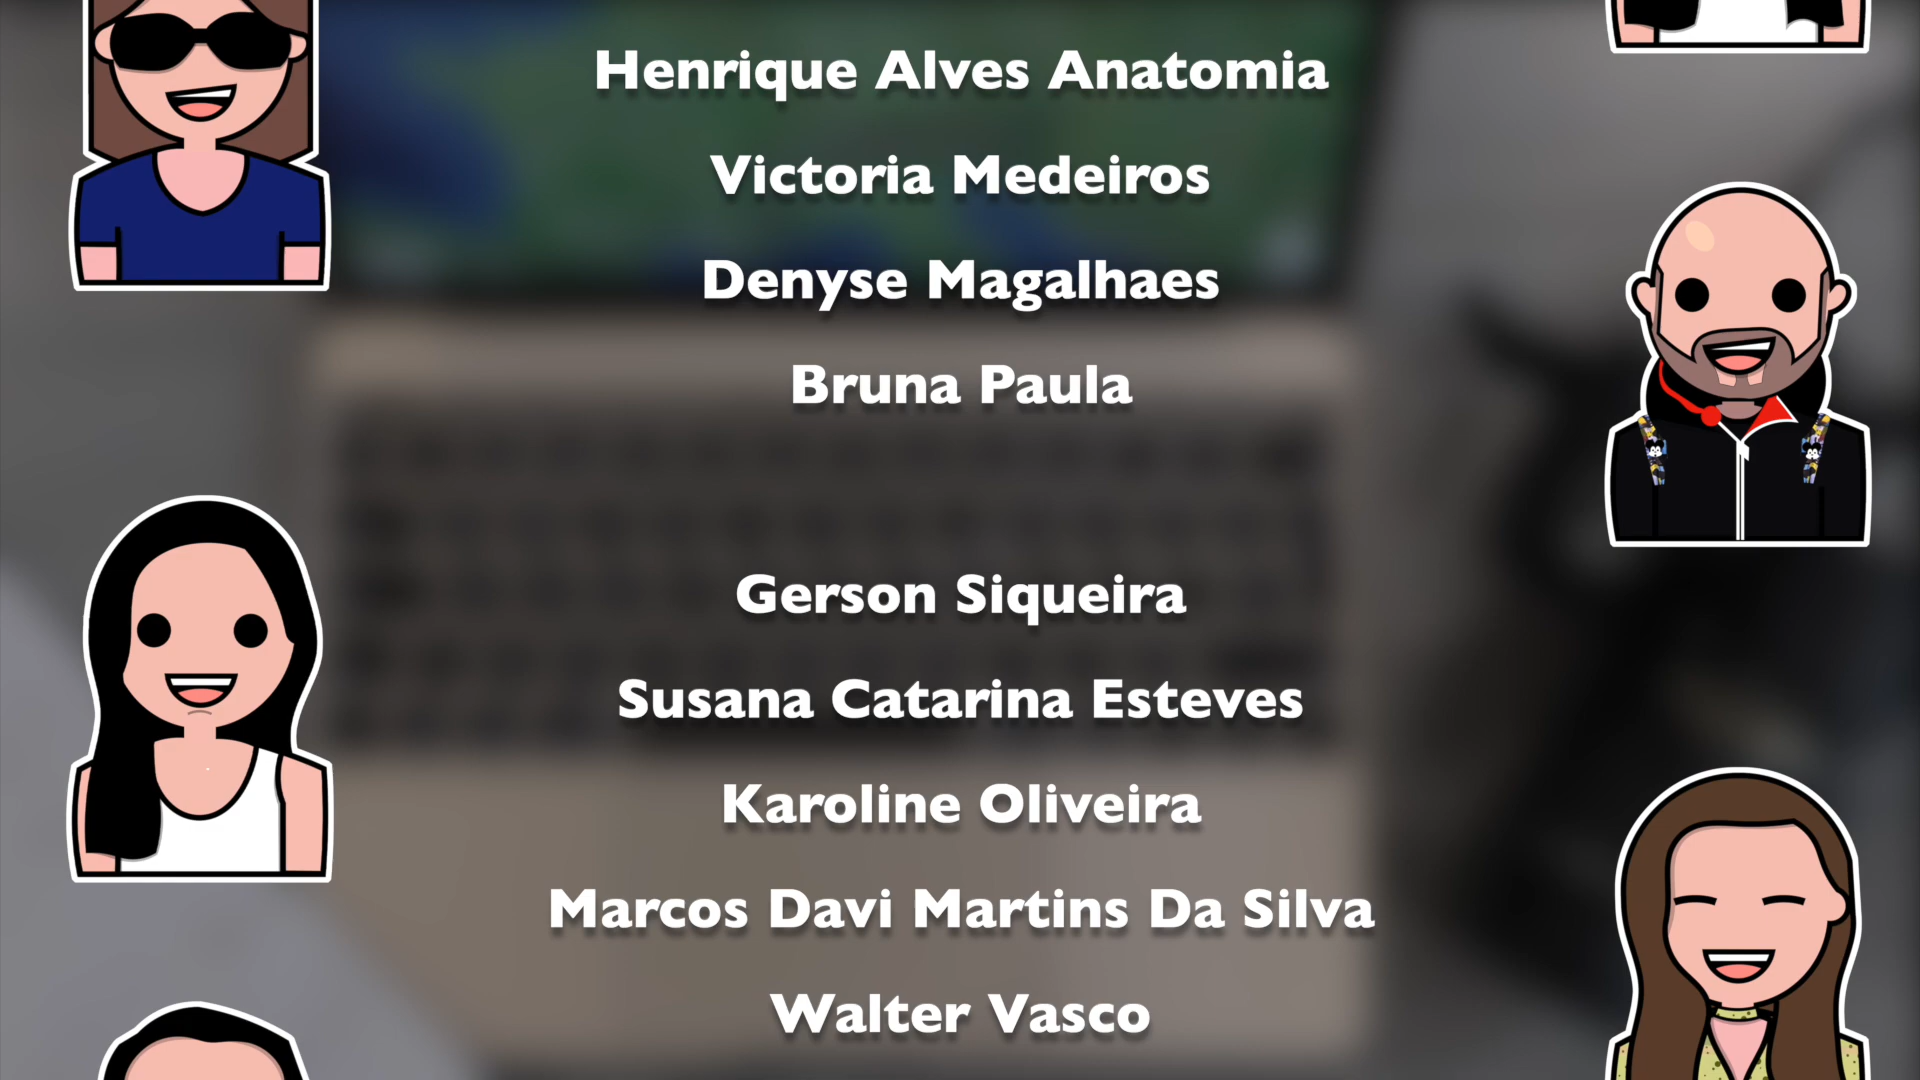 Henrique Alves Anatomia
Victoria Medeiros
Denyse Magalhaes
Bruna Paula
Gerson Siqueira
Susana Catarina Esteves
Karoline Oliveira
Marcos Davi Martins Da Silva
Walter Vasco